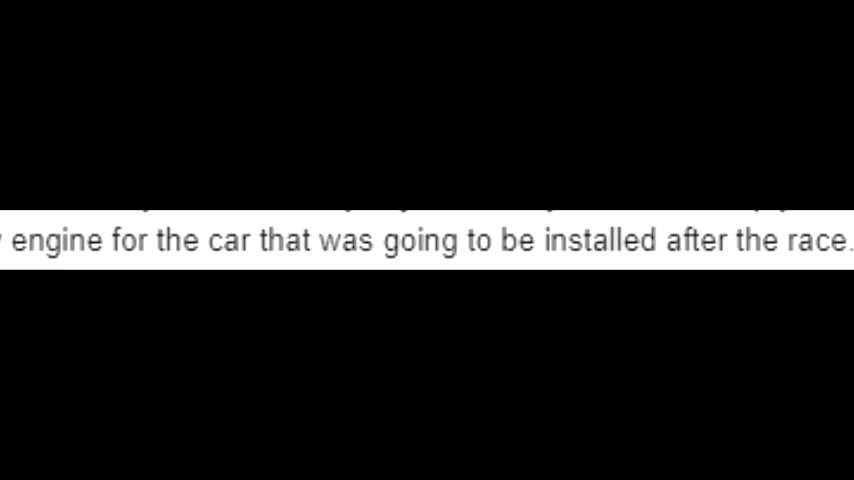 engine for the car that was going to be installed after the race.